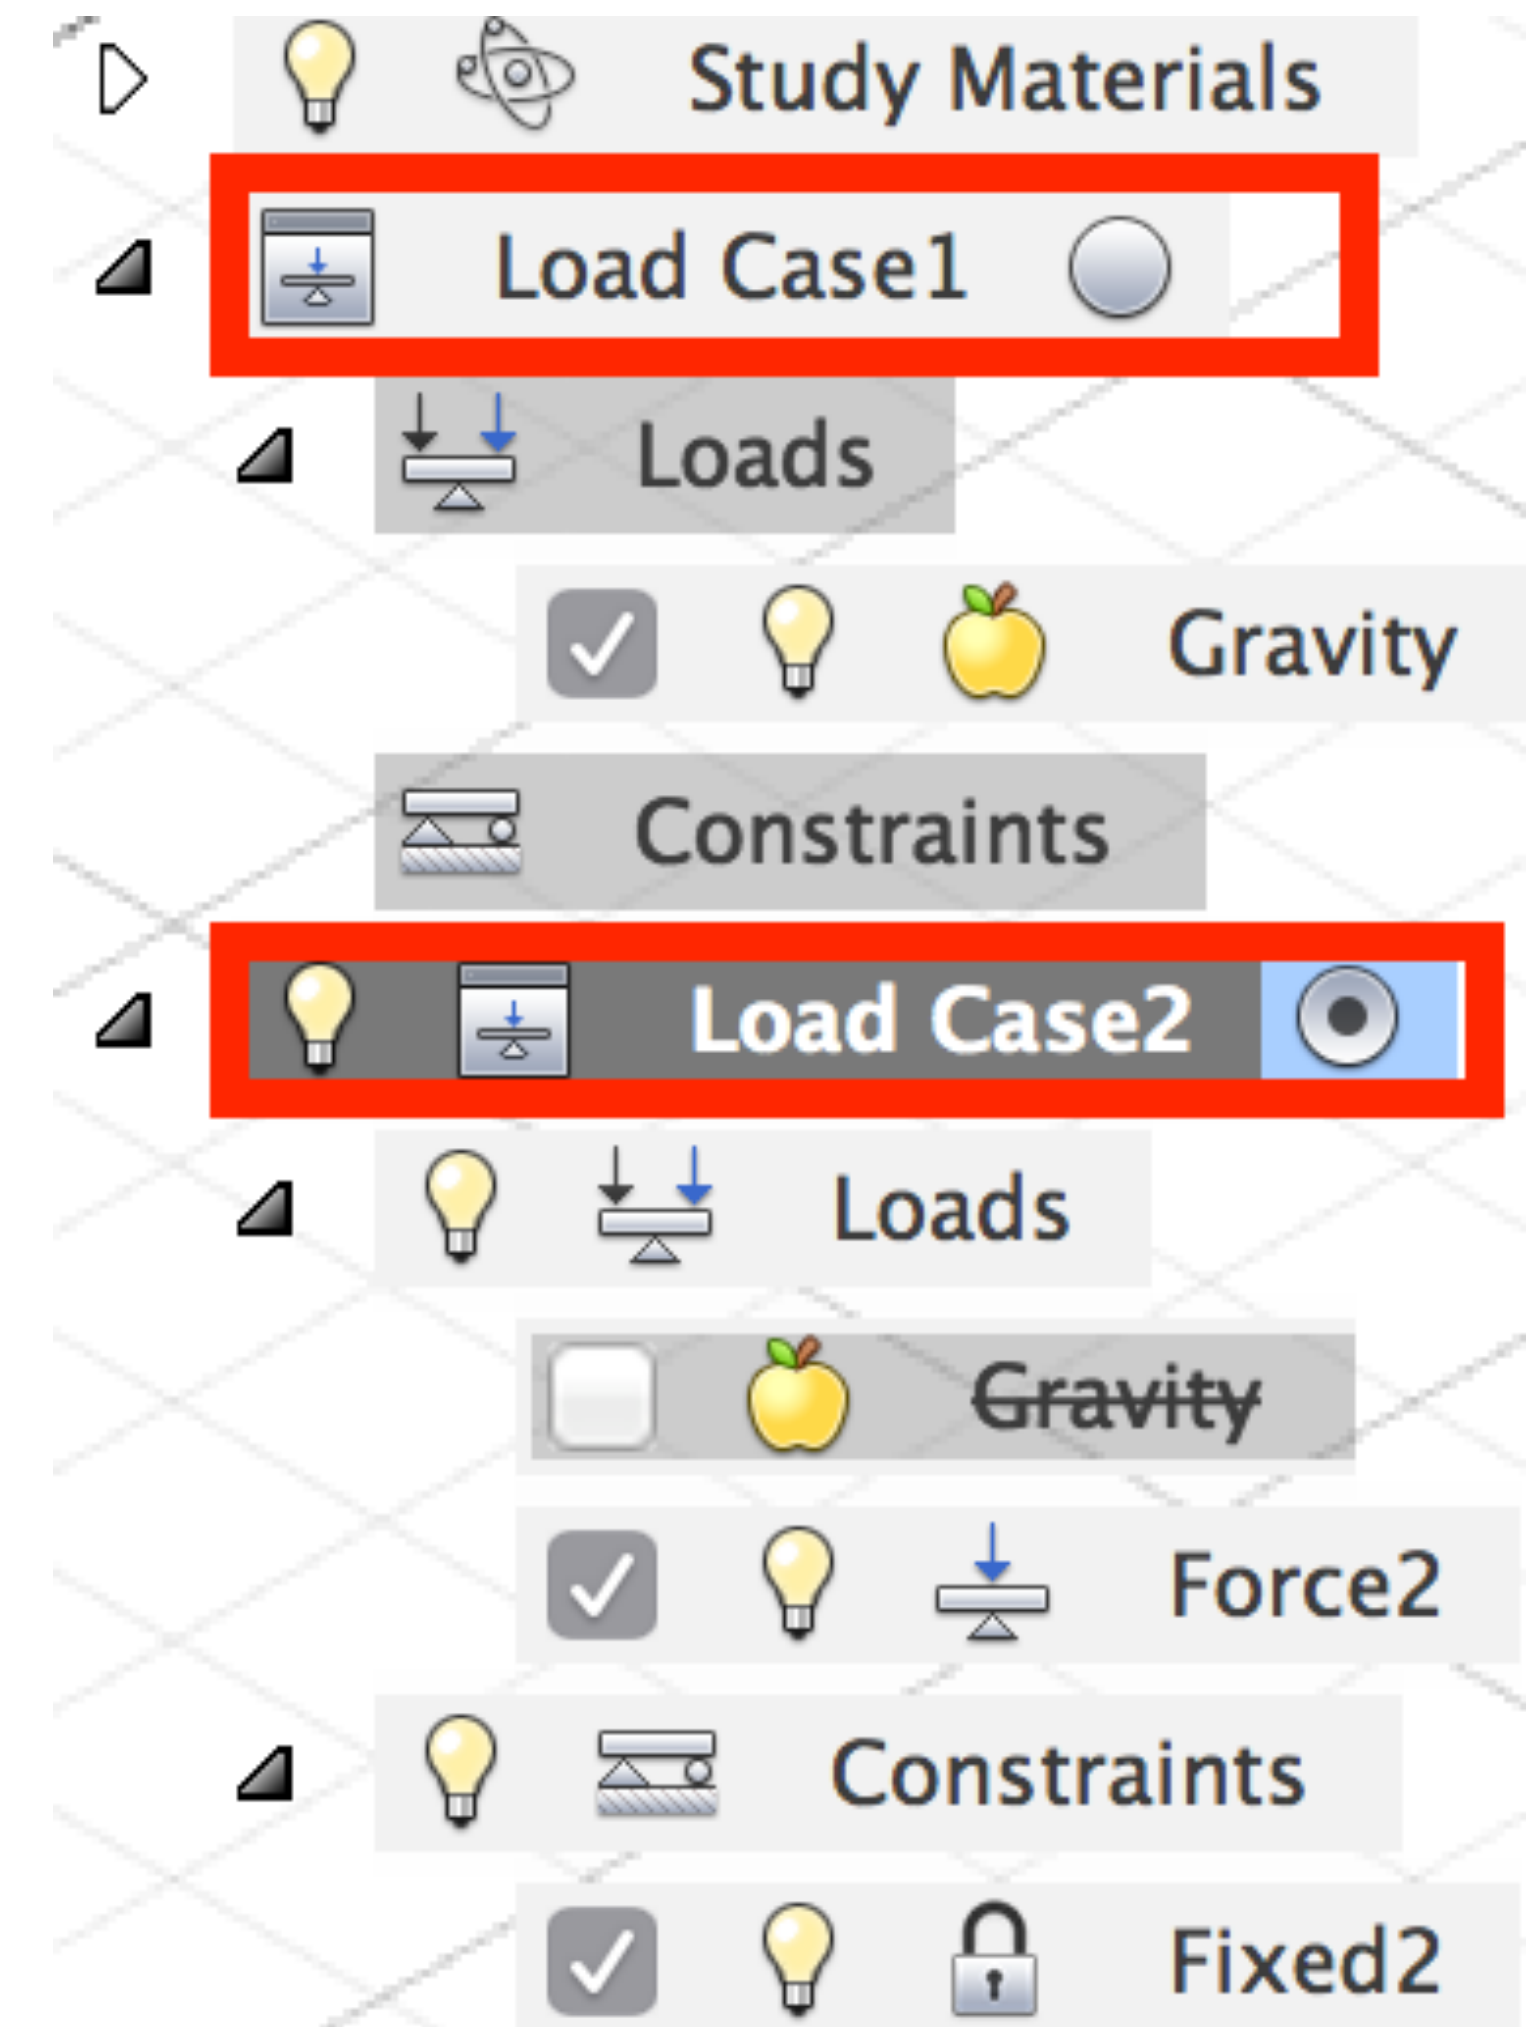 Study Materials
Load Case1
Loads
Gravity
Constraints
Load Case2
Loads
Gravity
Force2
Constraints
Fixed2